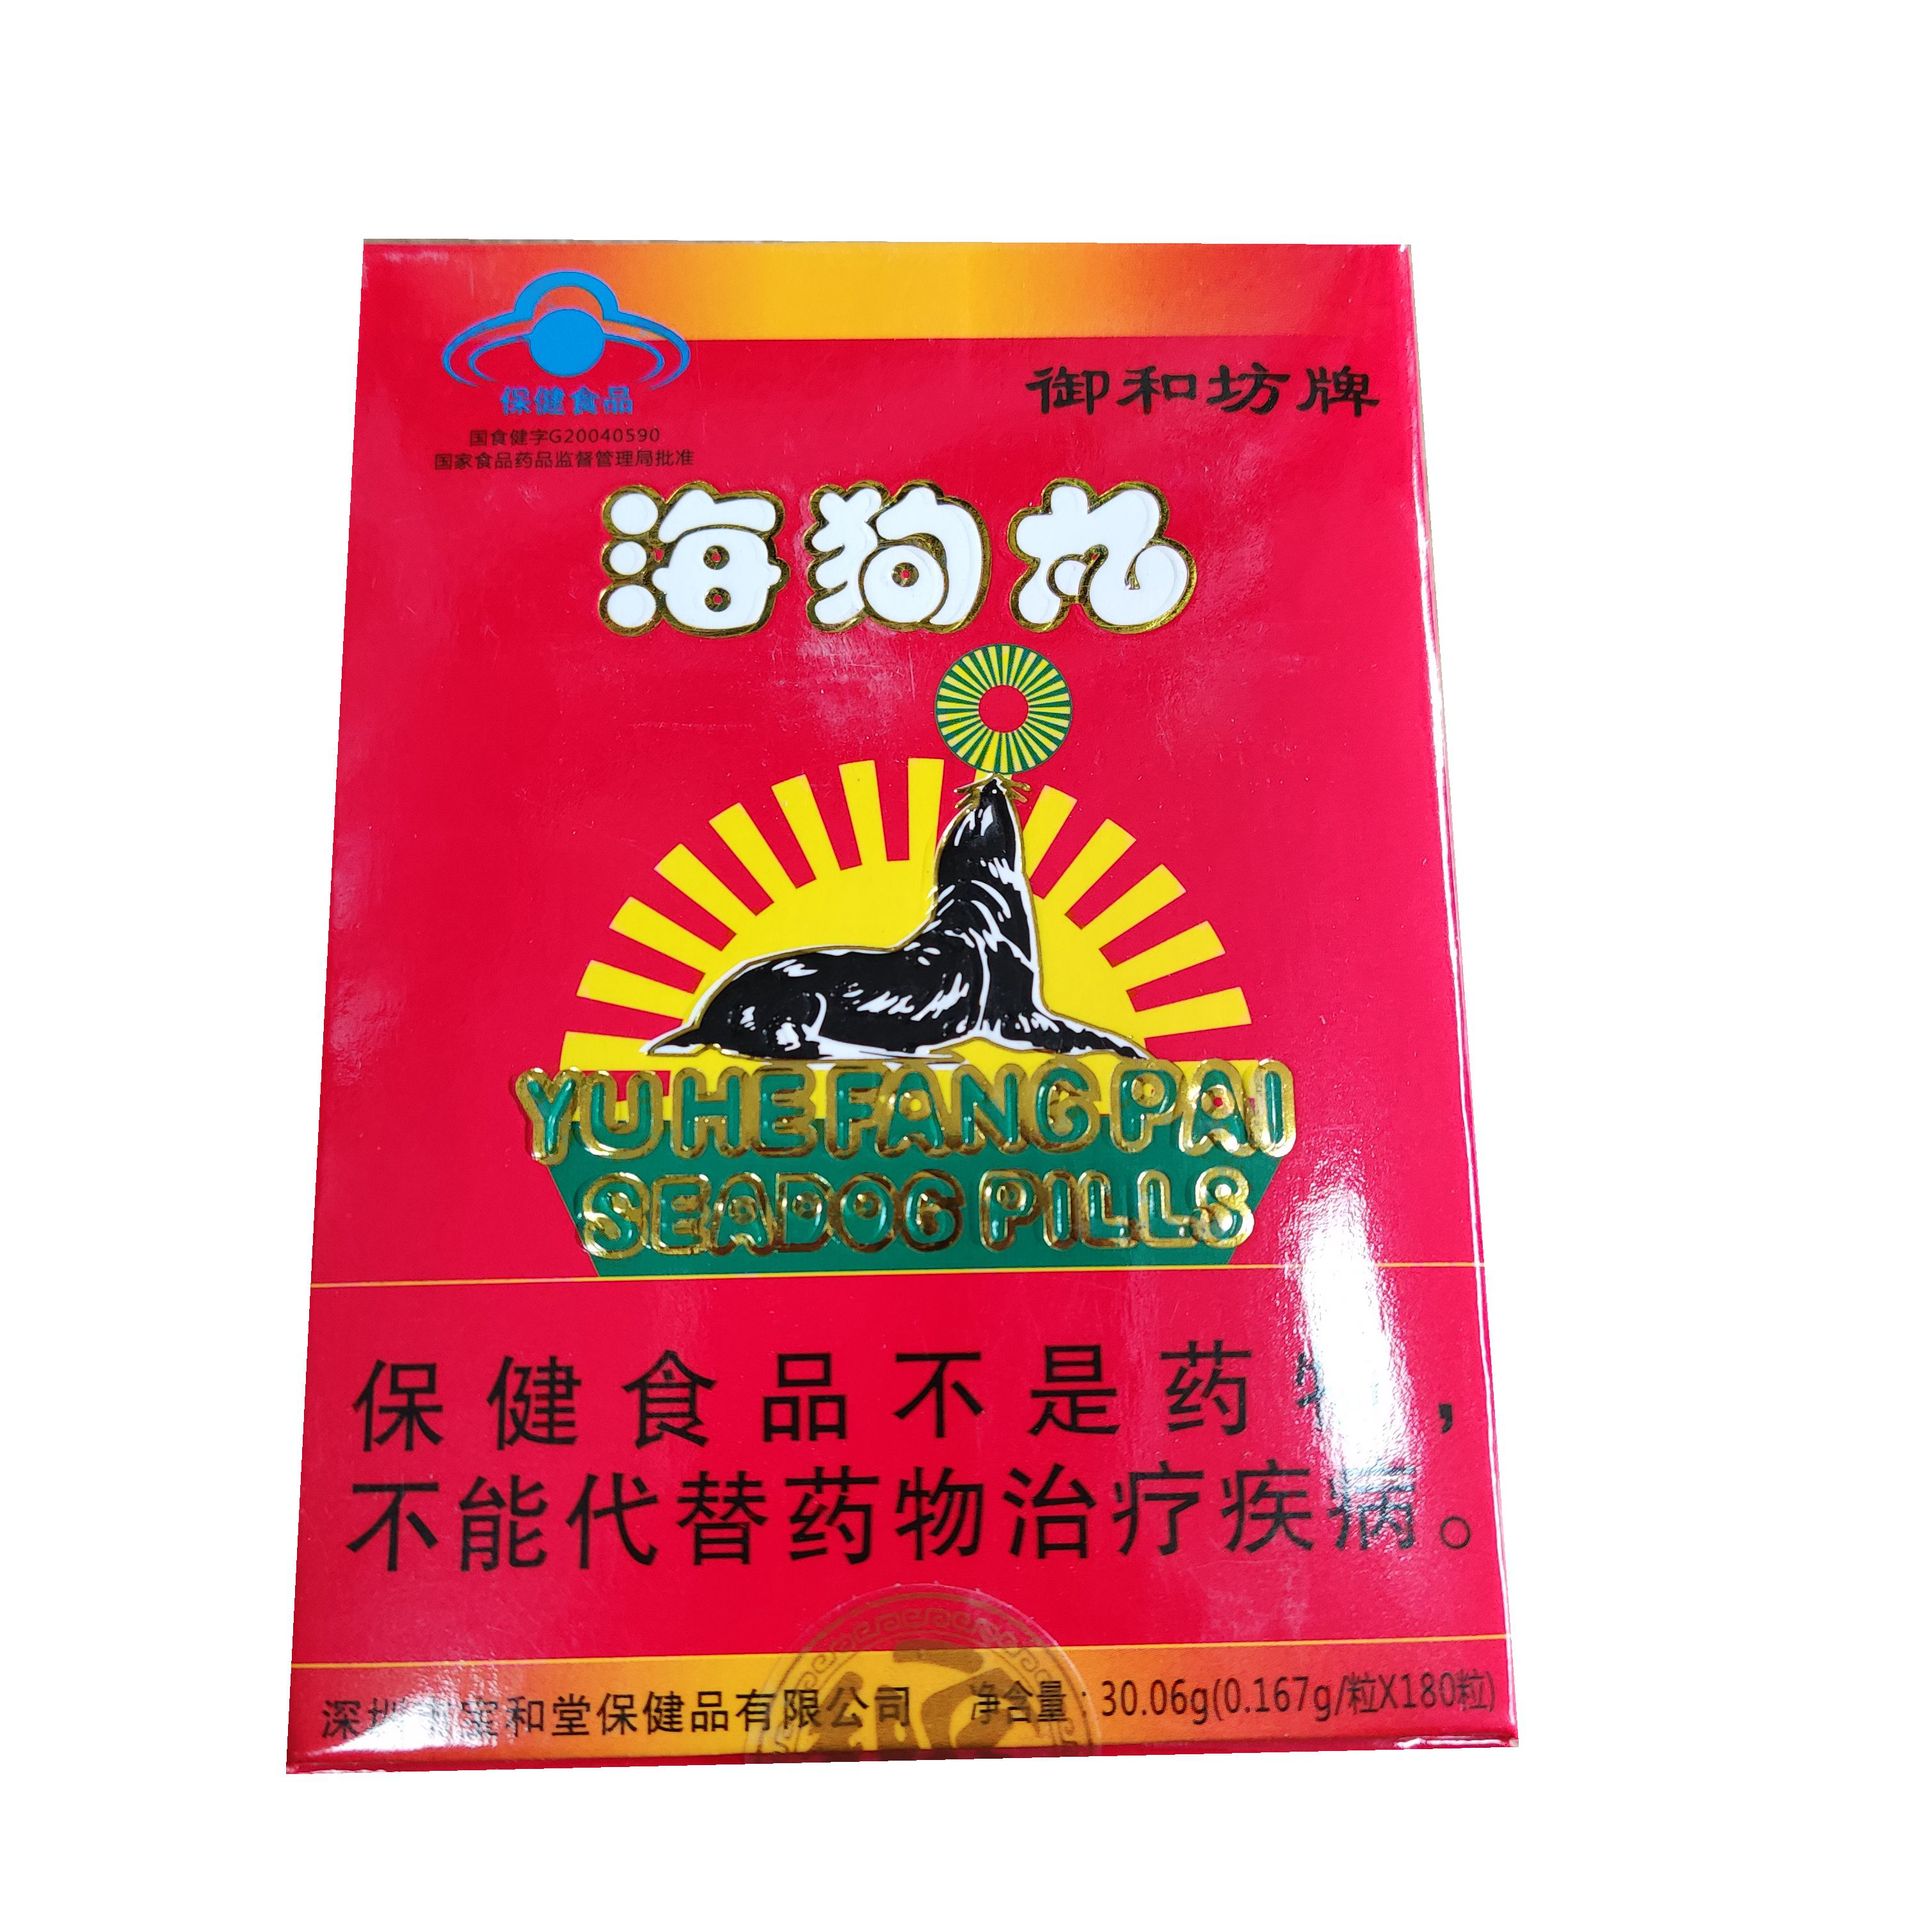 保健食品
国食健字G20040590
国家食品药品监督管理局批准
御和坊牌
海狗丸
YUHEFANG PAI
SEADOG PILLS
保健食品不是药物，
不能代替药物治疗疾病。
深圳市宝和堂保健品有限公司 净含量：30.06g(0.167g/粒X180粒)